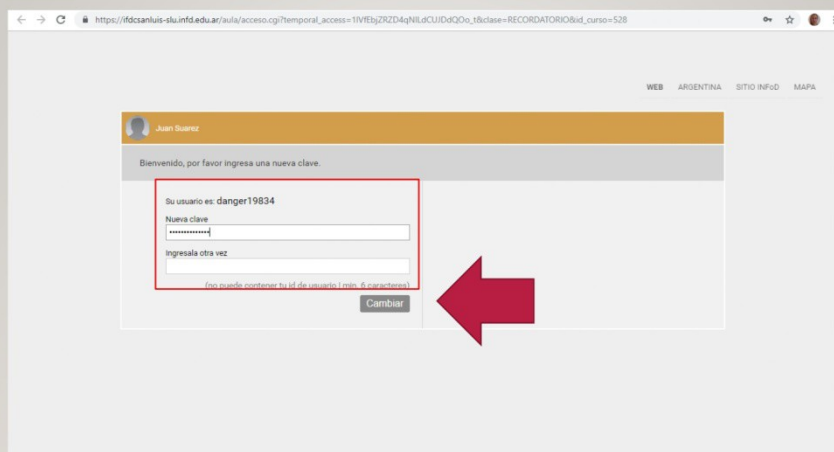 https://ifdcsanluis-slu.infd.edu.ar/aula/acceso.cgi?temporal_access=1lVfEbjZRZD4qNlLdCUJDdQOo_t&clase=RECORDATORIO&id_curso=528
WEB ARGENTINA SITIO INFoD MAPA
Juan Suarez
Bienvenido, por favor ingresa una nueva clave.
Su usuario es: danger19834
Nueva clave
Ingresala otra vez
(no puede contener tu id de usuario | min. 6 caracteres)
Cambiar